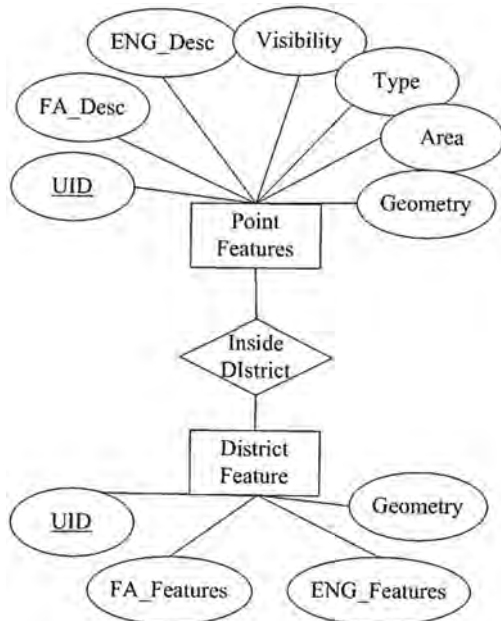 ENG_Desc
Visibility
Type
FA_Desc
Area
UID
Geometry
Point
Features
Inside
DIstrict
District
Feature
UID
Geometry
FA_Features
ENG_Features